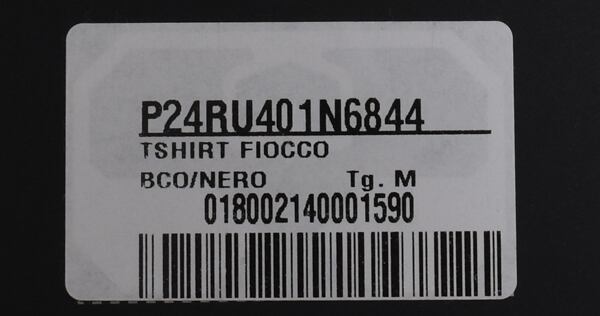 P24RU401N6844
TSHIRT FIOCCO
BCO/NERO Tg. M
018002140001590